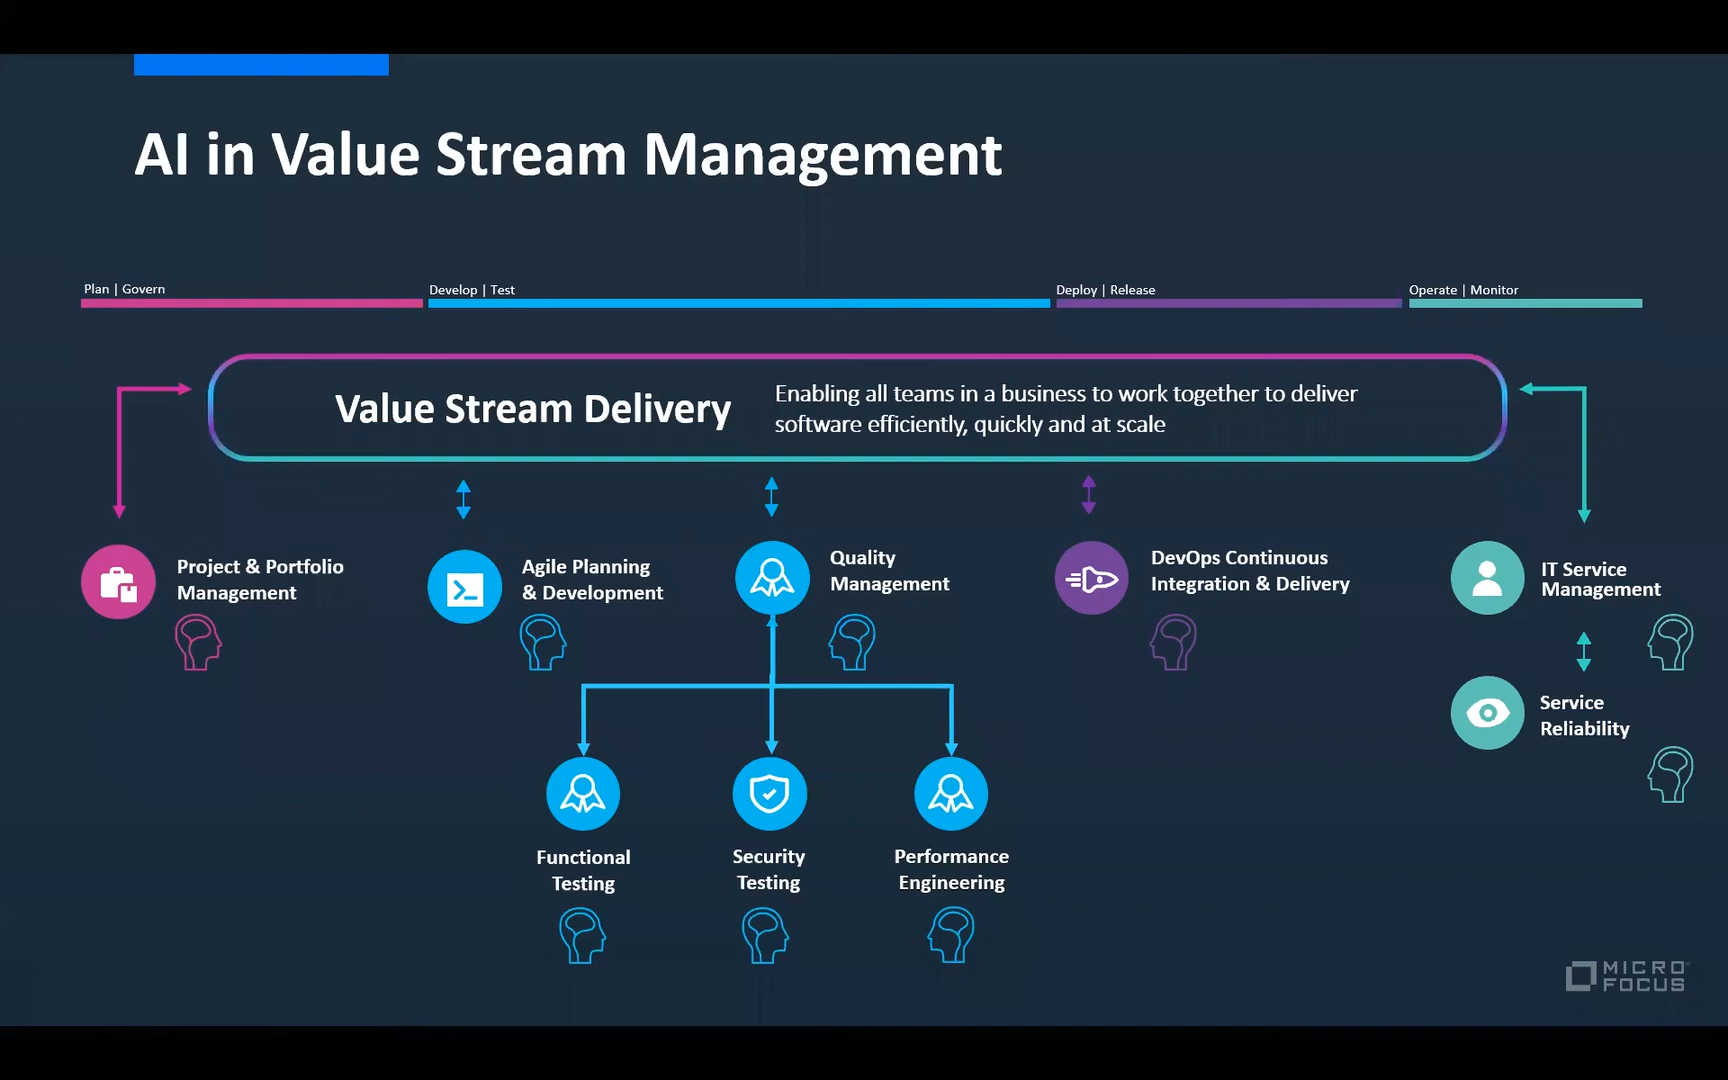 AI in Value Stream Management
Plan | Govern
Develop | Test
Deploy | Release
Operate | Monitor
Value Stream Delivery
Enabling all teams in a business to work together to deliver
software efficiently, quickly and at scale
Project & Portfolio
Management
Agile Planning
& Development
Quality
Management
DevOps Continuous
Integration & Delivery
IT Service
Management
Service
Reliability
Functional
Testing
Security
Testing
Performance
Engineering
MICRO
FOCUS